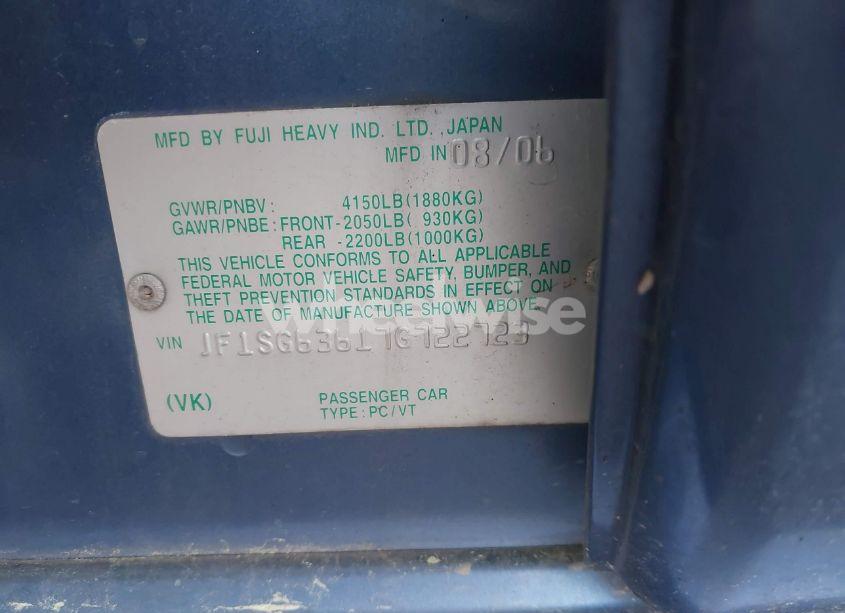 MFD BY FUJI HEAVY IND. LTD. JAPAN
MFD IN 08/06
GVWR/PNBV: 4150LB(1880KG)
GAWR/PNBE: FRONT-2050LB( 930KG)
REAR -2200LB(1000KG)
THIS VEHICLE CONFORMS TO ALL APPLICABLE
FEDERAL MOTOR VEHICLE SAFETY, BUMPER, AND
THEFT PREVENTION STANDARDS IN EFFECT ON
THE DATE OF MANUFACTURE SHOWN ABOVE.
wheelwise
VIN JF1SG63617G722723
(VK) PASSENGER CAR
TYPE: PC/VT